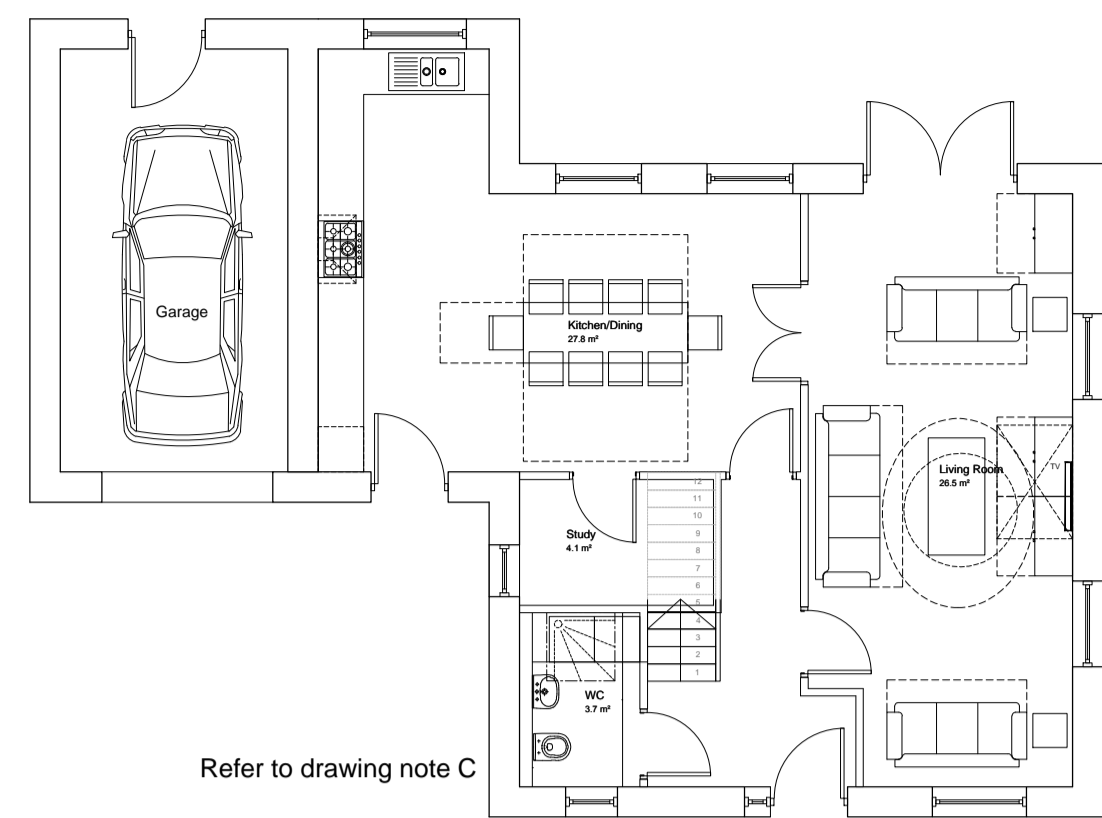 Garage
Kitchen/Dining
27.8 m²
Living Room
26.5 m²
TV
12
11
10
9
8
7
6
5
4
3
2
1
Study
4.1 m²
WC
3.7 m²
Refer to drawing note C